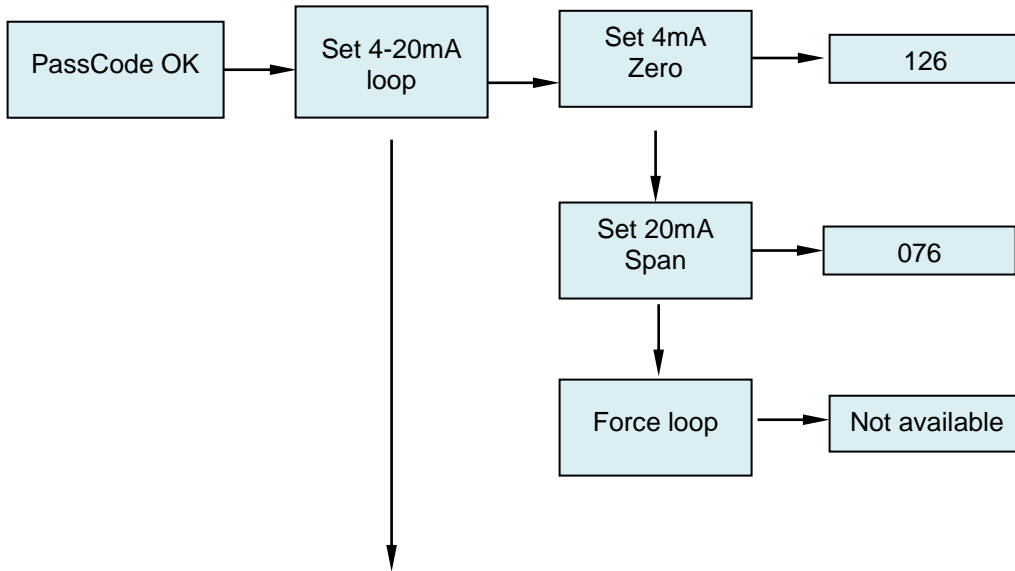 PassCode OK
Set 4-20mA
loop
Set 4mA
Zero
126
Set 20mA
Span
076
Force loop
Not available